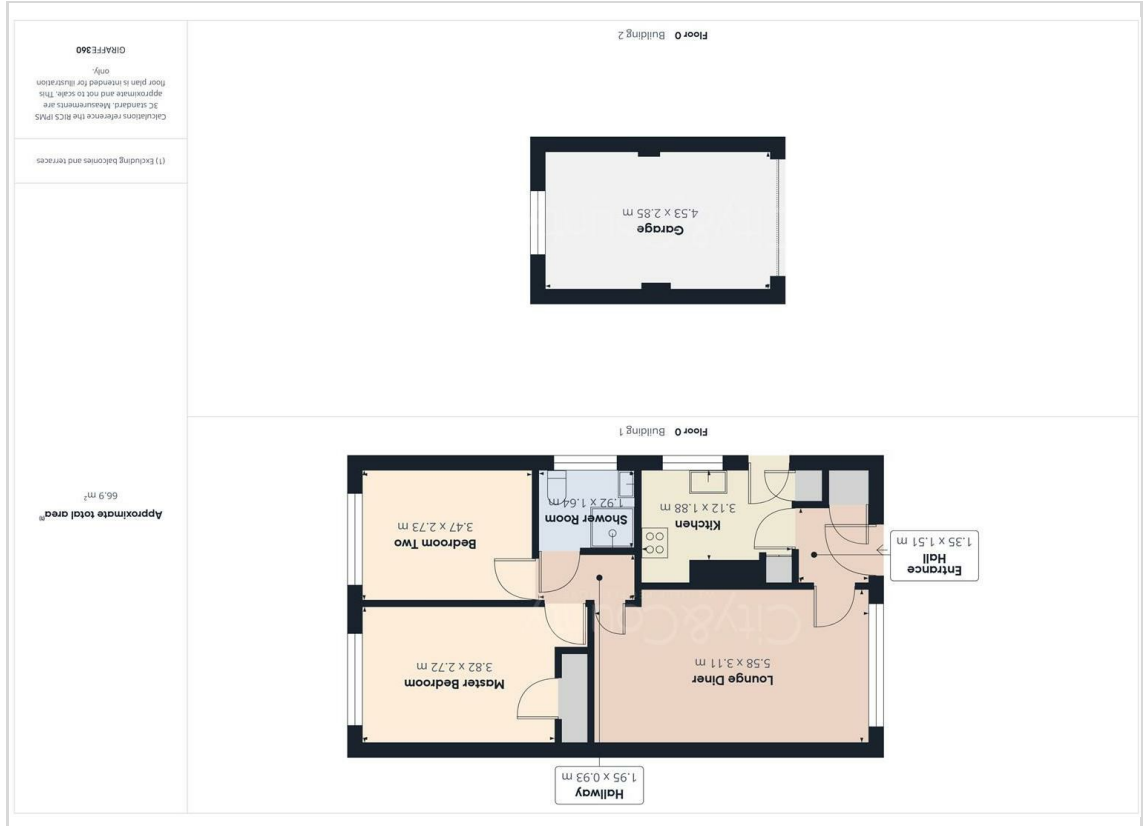 Hallway
1.95 x 0.93 m
Master Bedroom
3.82 x 2.72 m
Lounge Diner
5.58 x 3.11 m
Entrance
Hall
1.35 x 1.51 m
Kitchen
3.12 x 1.88 m
Shower Room
1.92 x 1.64 m
Bedroom Two
3.47 x 2.73 m
Floor 0 Building 1
Garage
4.53 x 2.85 m
Floor 0 Building 2
Approximate total area⁽¹⁾
66.9 m²
(1) Excluding balconies and terraces
Calculations reference the RICS IPMS
3C standard. Measurements are
approximate and not to scale. This
floor plan is intended for illustration
only.
GIRAFFE360